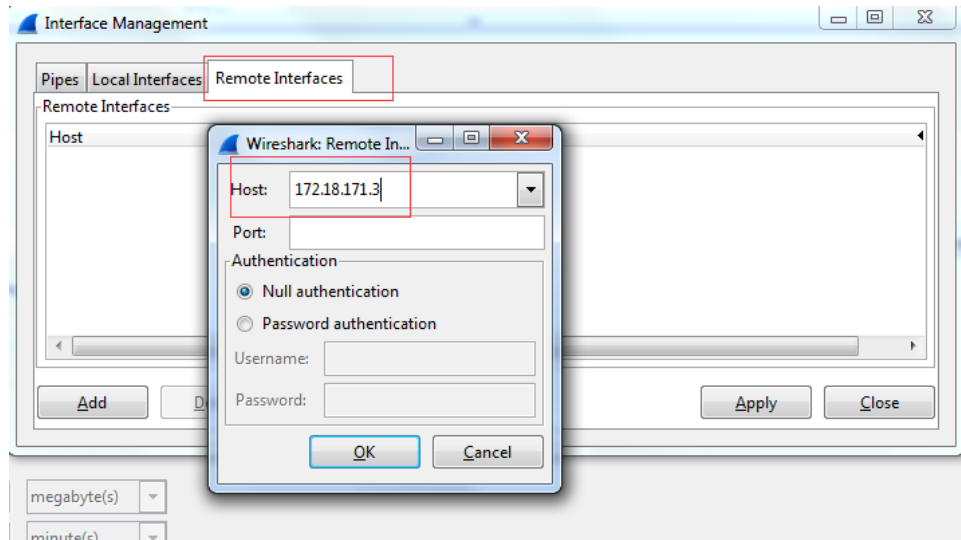 Interface Management
Pipes Local Interfaces Remote Interfaces
Remote Interfaces
Host
Wireshark: Remote In...
Host: 172.18.171.3
Port:
Authentication
Null authentication
Password authentication
Username:
Password:
OK Cancel
Add
Apply Close
megabyte(s)
minute(s)